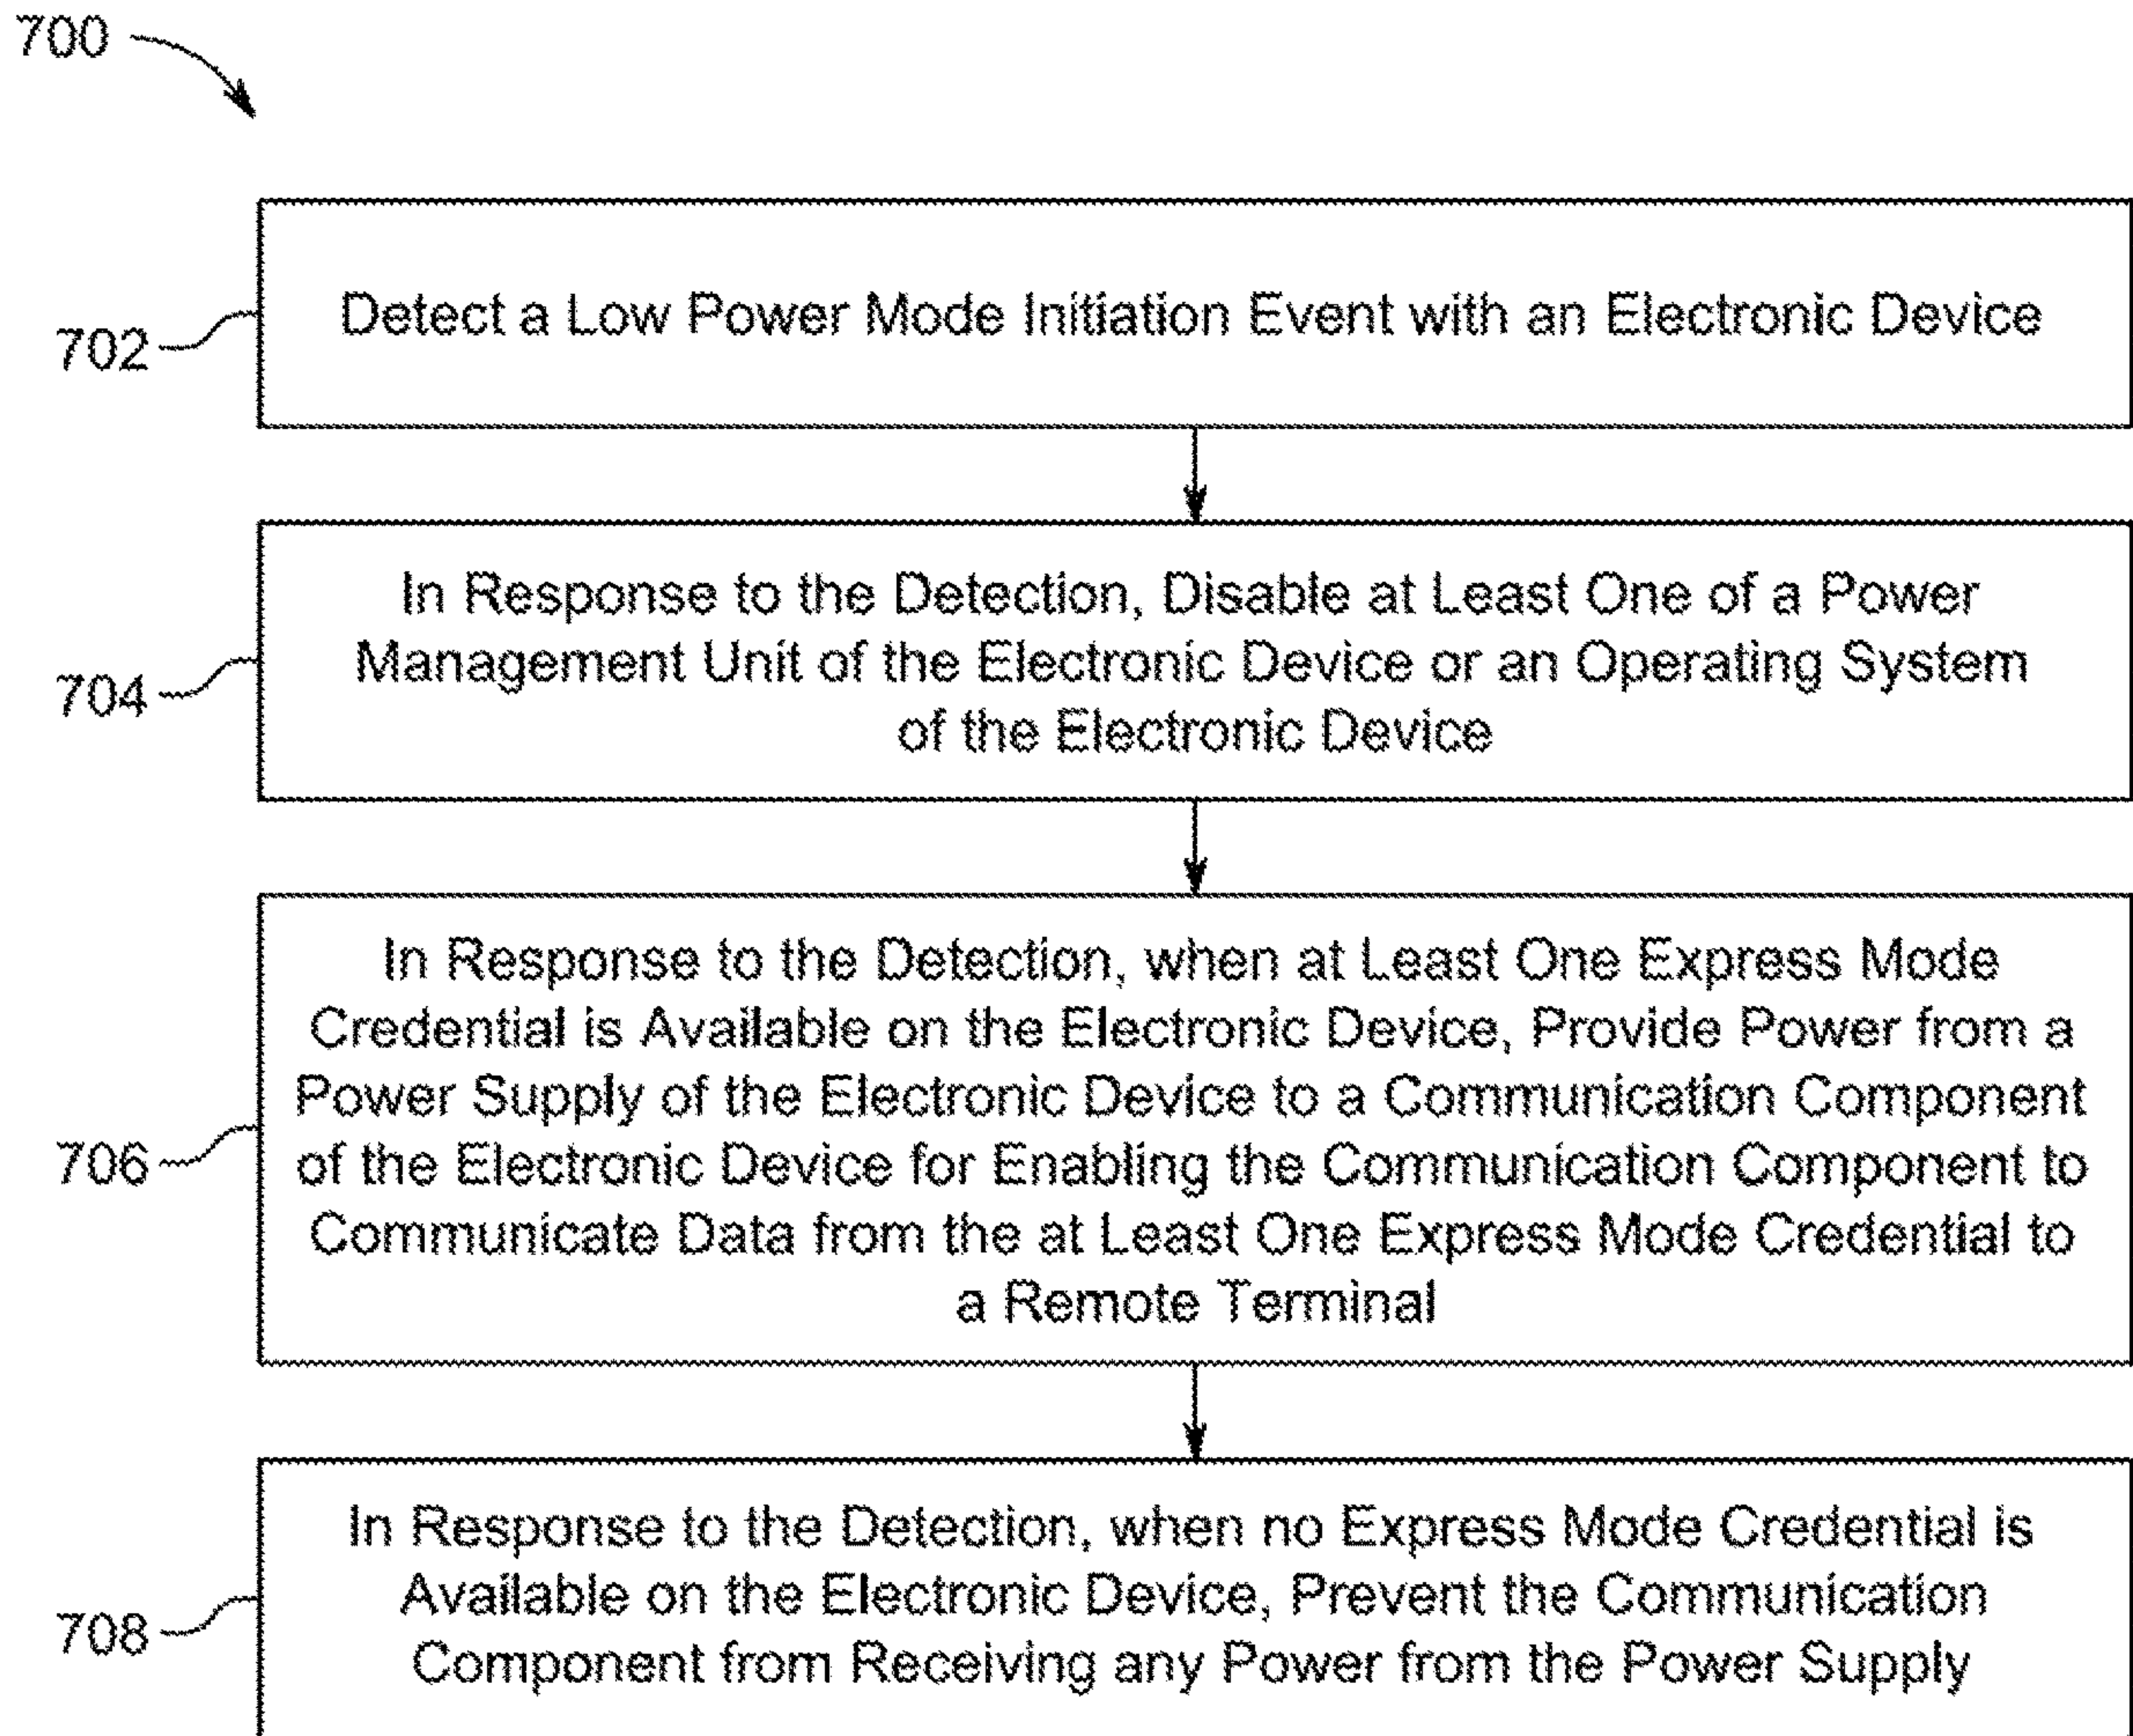 700
702
Detect a Low Power Mode Initiation Event with an Electronic Device
704
In Response to the Detection, Disable at Least One of a Power
Management Unit of the Electronic Device or an Operating System
of the Electronic Device
706
In Response to the Detection, when at Least One Express Mode
Credential is Available on the Electronic Device, Provide Power from a
Power Supply of the Electronic Device to a Communication Component
of the Electronic Device for Enabling the Communication Component to
Communicate Data from the at Least One Express Mode Credential to
a Remote Terminal
708
In Response to the Detection, when no Express Mode Credential is
Available on the Electronic Device, Prevent the Communication
Component from Receiving any Power from the Power Supply